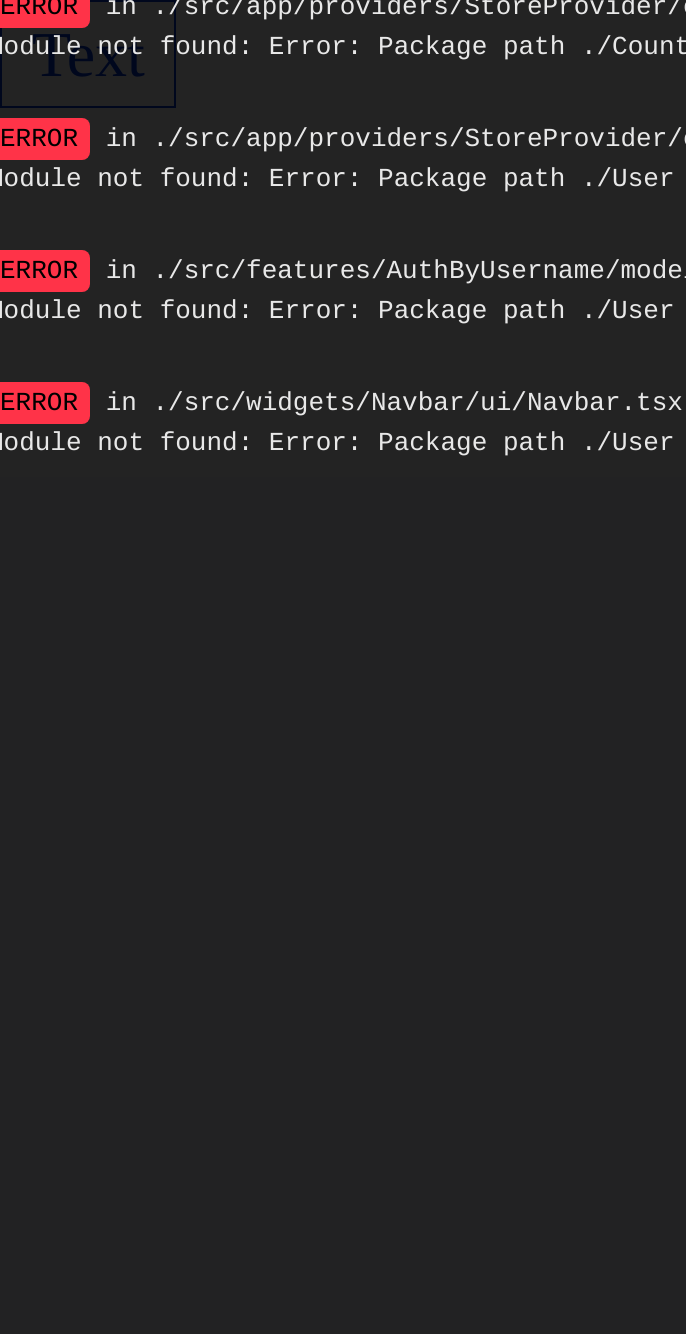 ERROR in ./src/app/providers/StoreProvider/
Module not found: Error: Package path ./Count
Text
ERROR in ./src/app/providers/StoreProvider/
Module not found: Error: Package path ./User
ERROR in ./src/features/AuthByUsername/mode
Module not found: Error: Package path ./User
ERROR in ./src/widgets/Navbar/ui/Navbar.tsx
Module not found: Error: Package path ./User